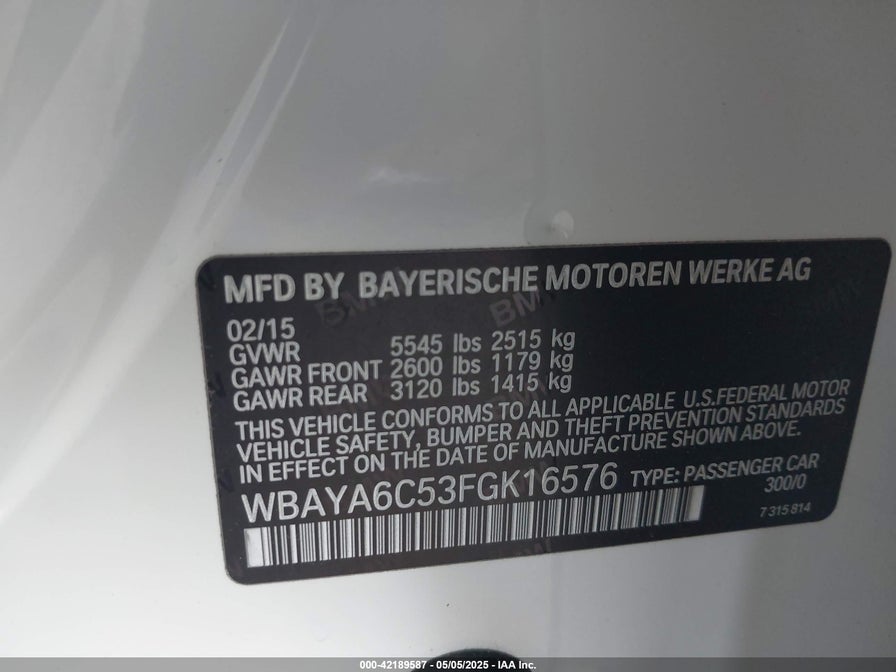 MFD BY BAYERISCHE MOTOREN WERKE AG
02/15
GVWR 5545 lbs 2515 kg
GAWR FRONT 2600 lbs 1179 kg
GAWR REAR 3120 lbs 1415 kg
THIS VEHICLE CONFORMS TO ALL APPLICABLE U.S.FEDERAL MOTOR
VEHICLE SAFETY, BUMPER AND THEFT PREVENTION STANDARDS
IN EFFECT ON THE DATE OF MANUFACTURE SHOWN ABOVE.
WBAYA6C53FGK16576 TYPE: PASSENGER CAR
300/0
7 315 814
000-42189587 - 05/05/2025 - IAA Inc.